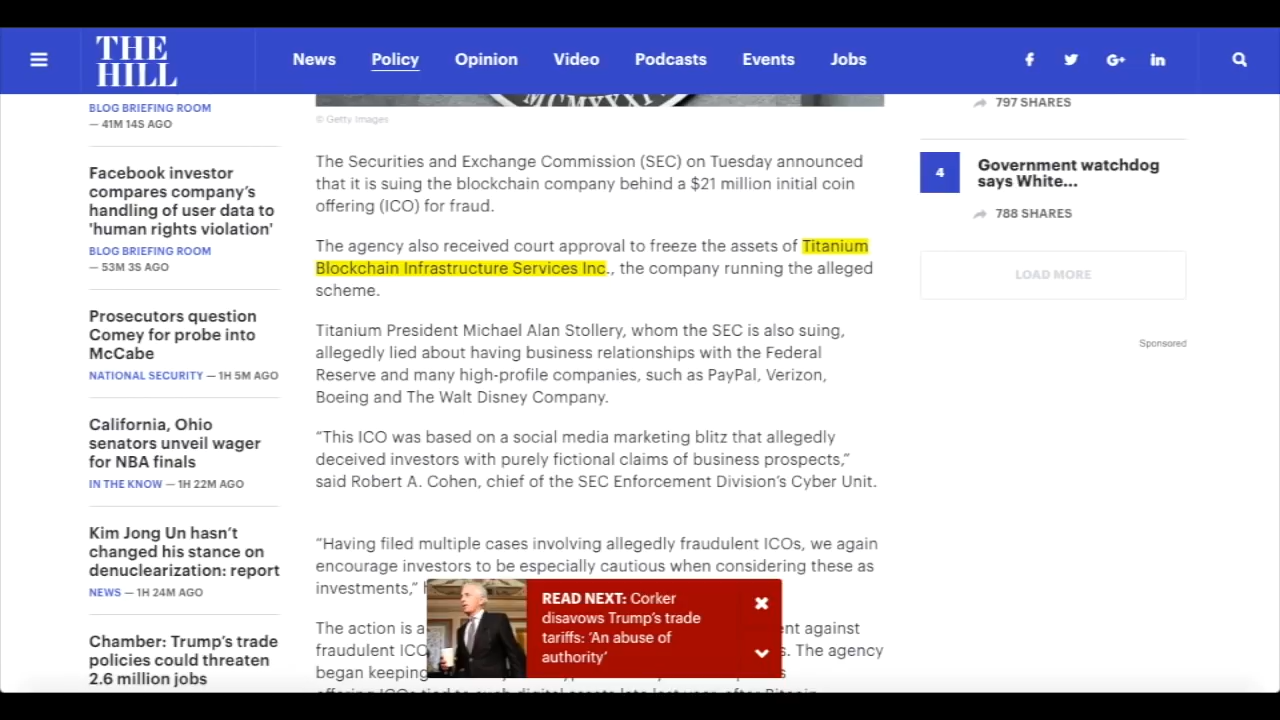 THE
HILL
News
Policy
Opinion
Video
Podcasts
Events
Jobs
BLOG BRIEFING ROOM
— 41M 14S AGO
Facebook investor
compares company's
handling of user data to
'human rights violation'
BLOG BRIEFING ROOM
— 53M 3S AGO
Prosecutors question
Comey for probe into
McCabe
NATIONAL SECURITY — 1H 5M AGO
California, Ohio
senators unveil wager
for NBA finals
IN THE KNOW — 1H 22M AGO
Kim Jong Un hasn't
changed his stance on
denuclearization: report
NEWS — 1H 24M AGO
Chamber: Trump's trade
policies could threaten
2.6 million jobs
MCMXXXIV
© Getty Images
The Securities and Exchange Commission (SEC) on Tuesday announced
that it is suing the blockchain company behind a $21 million initial coin
offering (ICO) for fraud.
The agency also received court approval to freeze the assets of Titanium
Blockchain Infrastructure Services Inc., the company running the alleged
scheme.
Titanium President Michael Alan Stollery, whom the SEC is also suing,
allegedly lied about having business relationships with the Federal
Reserve and many high-profile companies, such as PayPal, Verizon,
Boeing and The Walt Disney Company.
“This ICO was based on a social media marketing blitz that allegedly
deceived investors with purely fictional claims of business prospects,”
said Robert A. Cohen, chief of the SEC Enforcement Division's Cyber Unit.
“Having filed multiple cases involving allegedly fraudulent ICOs, we again
encourage investors to be especially cautious when considering these as
investments,”
The action is a
fraudulent ICO
against
s. The agency
began keeping
READ NEXT: Corker
disavows Trump's trade
tariffs: 'An abuse of
authority'
797 SHARES
4
Government watchdog
says White...
788 SHARES
LOAD MORE
Sponsored